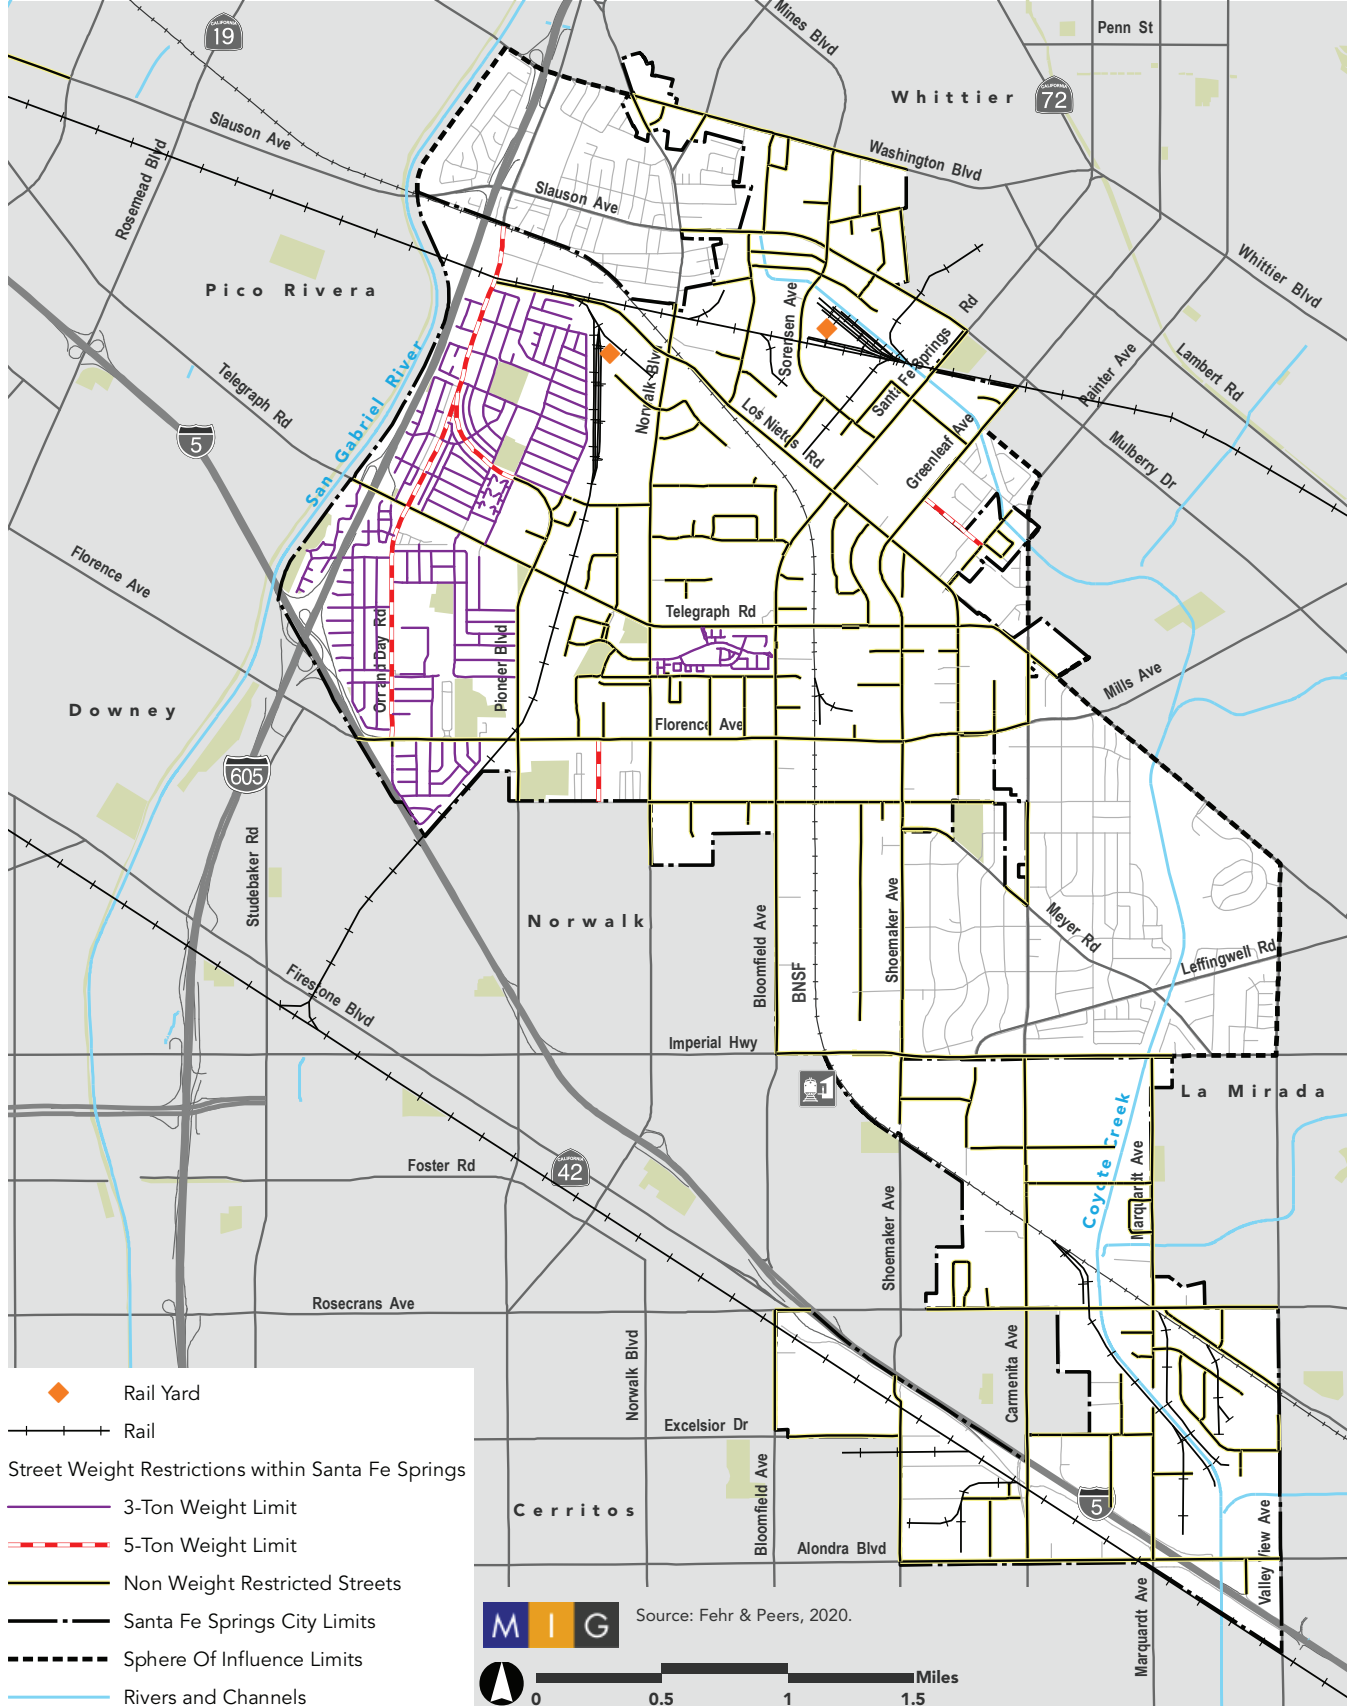 CALIFORNIA
19
Mines Blvd
Penn St
Whittier
CALIFORNIA
72
Slauson Ave
Rosemead Blvd
Washington Blvd
Slauson Ave
Whittier Blvd
Pico Rivera
Sorensen Ave
Santa Fe Springs Rd
Painter Ave
Lambert Rd
Telegraph Rd
San Gabriel River
Norwalk Blvd
Los Nietos Rd
Greenleaf Ave
Mulberry Dr
5
Florence Ave
Telegraph Rd
Orr and Day Rd
Pioneer Blvd
Mills Ave
Downey
Florence Ave
605
Studebaker Rd
Norwalk
Bloomfield Ave
BNSF
Shoemaker Ave
Meyer Rd
Leffingwell Rd
Firestone Blvd
Imperial Hwy
La Mirada
Coyote Creek
Marquardt Ave
Foster Rd
CALIFORNIA
42
Shoemaker Ave
Rosecrans Ave
Norwalk Blvd
Carmenita Ave
Excelsior Dr
Bloomfield Ave
Cerritos
5
Alondra Blvd
Valley View Ave
Marquardt Ave
Rail Yard
Rail
Street Weight Restrictions within Santa Fe Springs
3-Ton Weight Limit
5-Ton Weight Limit
Non Weight Restricted Streets
Santa Fe Springs City Limits
Sphere Of Influence Limits
Rivers and Channels
M I G
Source: Fehr & Peers, 2020.
Miles
0 0.5 1 1.5